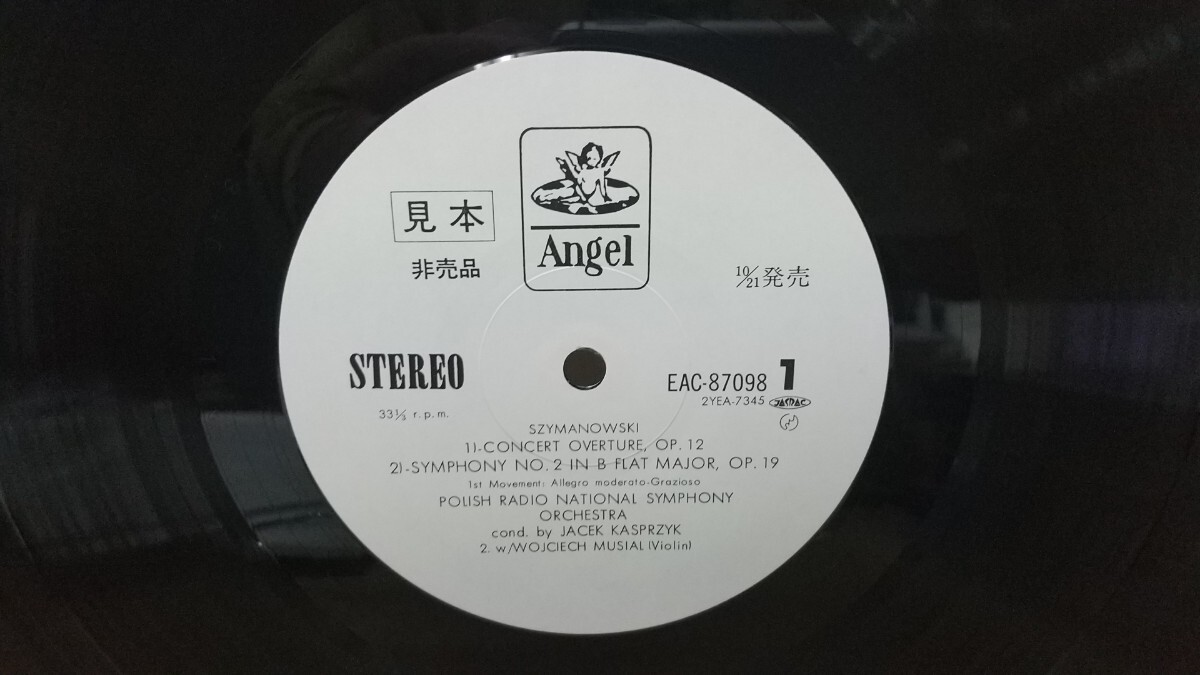 Angel
見本
非売品
10/21発売
STEREO
33⅓ r.p.m.
EAC-87098 1
2YEA-7345 JASRAC
SZYMANOWSKI
1)-CONCERT OVERTURE, OP. 12
2)-SYMPHONY NO. 2 IN B FLAT MAJOR, OP. 19
1st Movement: Allegro moderato-Grazioso
POLISH RADIO NATIONAL SYMPHONY
ORCHESTRA
cond. by JACEK KASPRZYK
2. w/WOJCIECH MUSIAL (Violin)